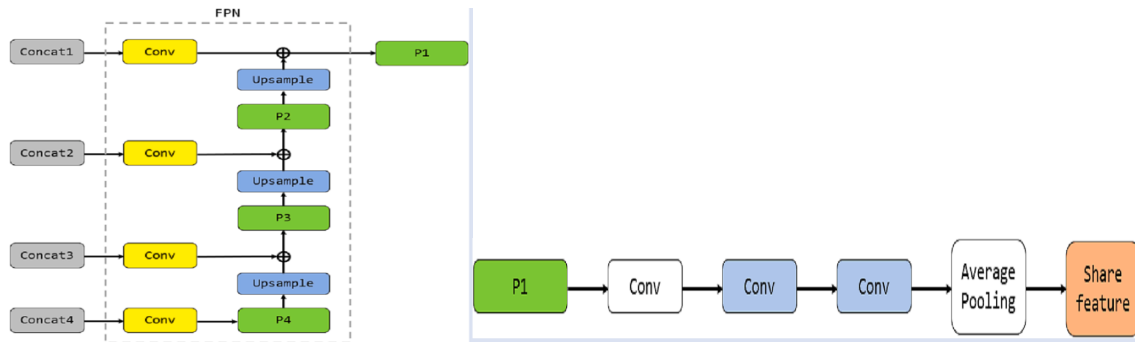 FPN
Concat1
Conv
P1
Upsample
P2
Concat2
Conv
Upsample
P3
Concat3
Conv
Upsample
Concat4
Conv
P4
P1
Conv
Conv
Conv
Average
Pooling
Share
feature